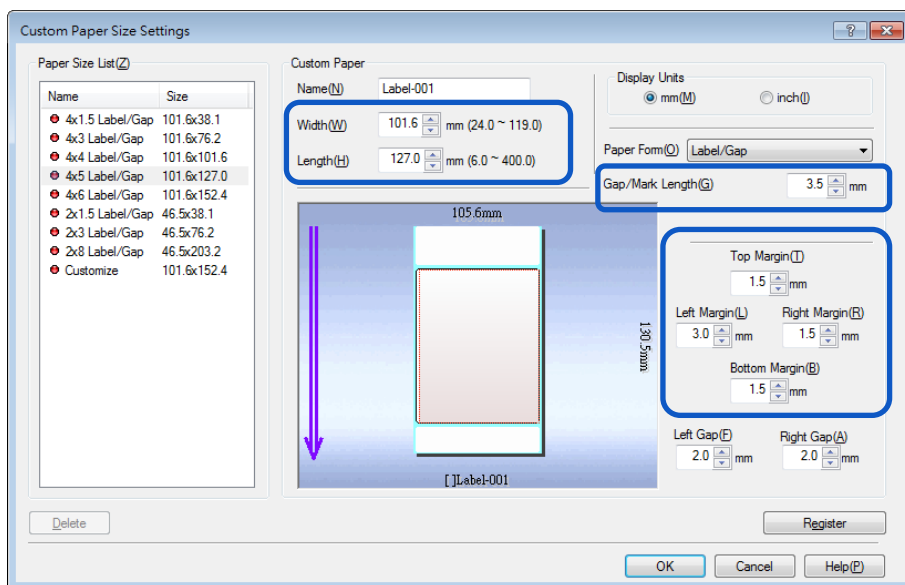 Custom Paper Size Settings
Paper Size List(Z)
Name Size
4x1.5 Label/Gap 101.6x38.1
4x3 Label/Gap 101.6x76.2
4x4 Label/Gap 101.6x101.6
4x5 Label/Gap 101.6x127.0
4x6 Label/Gap 101.6x152.4
2x1.5 Label/Gap 46.5x38.1
2x3 Label/Gap 46.5x76.2
2x8 Label/Gap 46.5x203.2
Customize 101.6x152.4
Delete
Custom Paper
Name(N) Label-001
Width(W) 101.6 mm (24.0 ~ 119.0)
Length(H) 127.0 mm (6.0 ~ 400.0)
105.6mm
130.5mm
[ ]Label-001
Display Units
mm(M) inch(I)
Paper Form(O) Label/Gap
Gap/Mark Length(G) 3.5 mm
Top Margin(T)
1.5 mm
Left Margin(L) Right Margin(R)
3.0 mm 1.5 mm
Bottom Margin(B)
1.5 mm
Left Gap(F) Right Gap(A)
2.0 mm 2.0 mm
Register
OK Cancel Help(P)